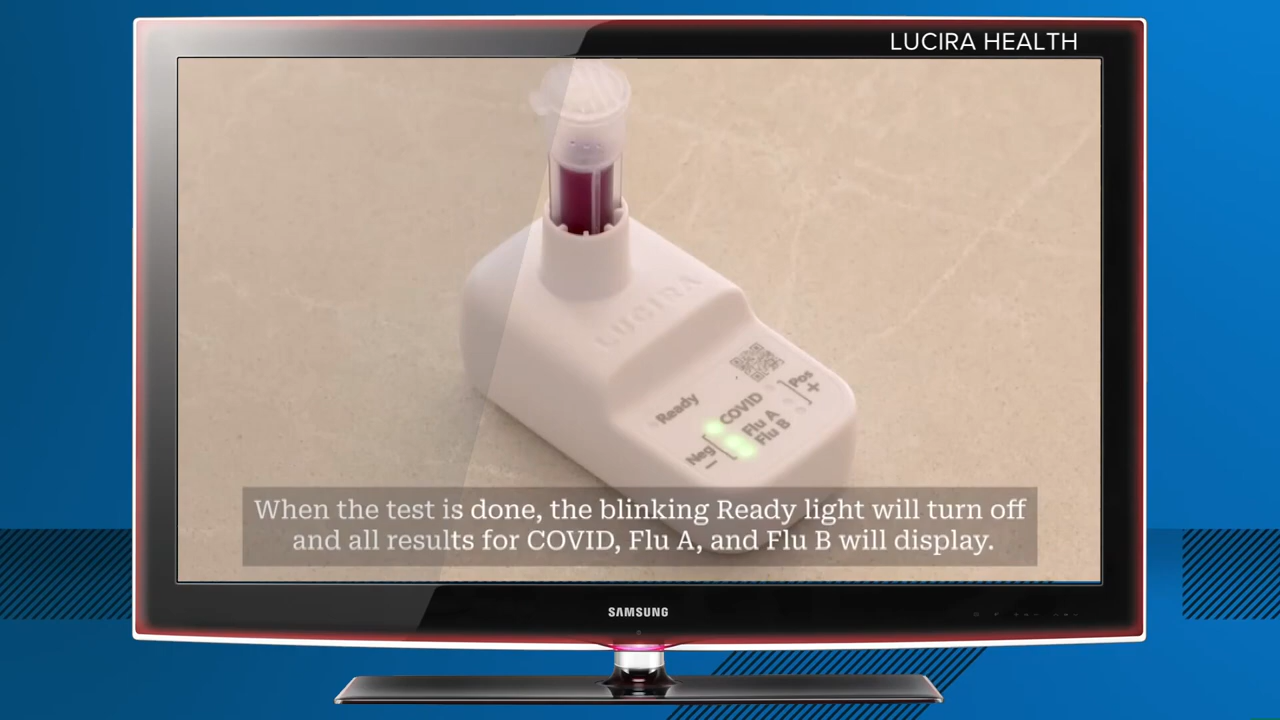 LUCIRA HEALTH
LUCIRA
Ready
COVID
Flu A
Flu B
Pos
+
Neg
–
When the test is done, the blinking Ready light will turn off
and all results for COVID, Flu A, and Flu B will display.
SAMSUNG